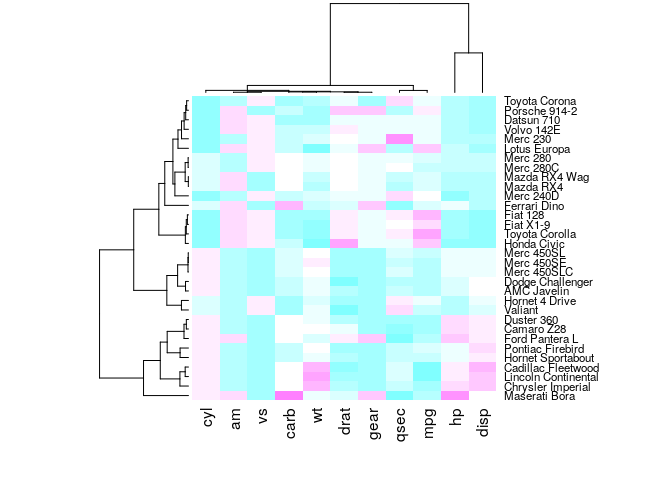 Toyota Corona
Porsche 914-2
Datsun 710
Volvo 142E
Merc 230
Lotus Europa
Merc 280
Merc 280C
Mazda RX4 Wag
Mazda RX4
Merc 240D
Ferrari Dino
Fiat 128
Fiat X1-9
Toyota Corolla
Honda Civic
Merc 450SL
Merc 450SE
Merc 450SLC
Dodge Challenger
AMC Javelin
Hornet 4 Drive
Valiant
Duster 360
Camaro Z28
Ford Pantera L
Pontiac Firebird
Hornet Sportabout
Cadillac Fleetwood
Lincoln Continental
Chrysler Imperial
Maserati Bora
cyl
am
vs
carb
wt
drat
gear
qsec
mpg
hp
disp